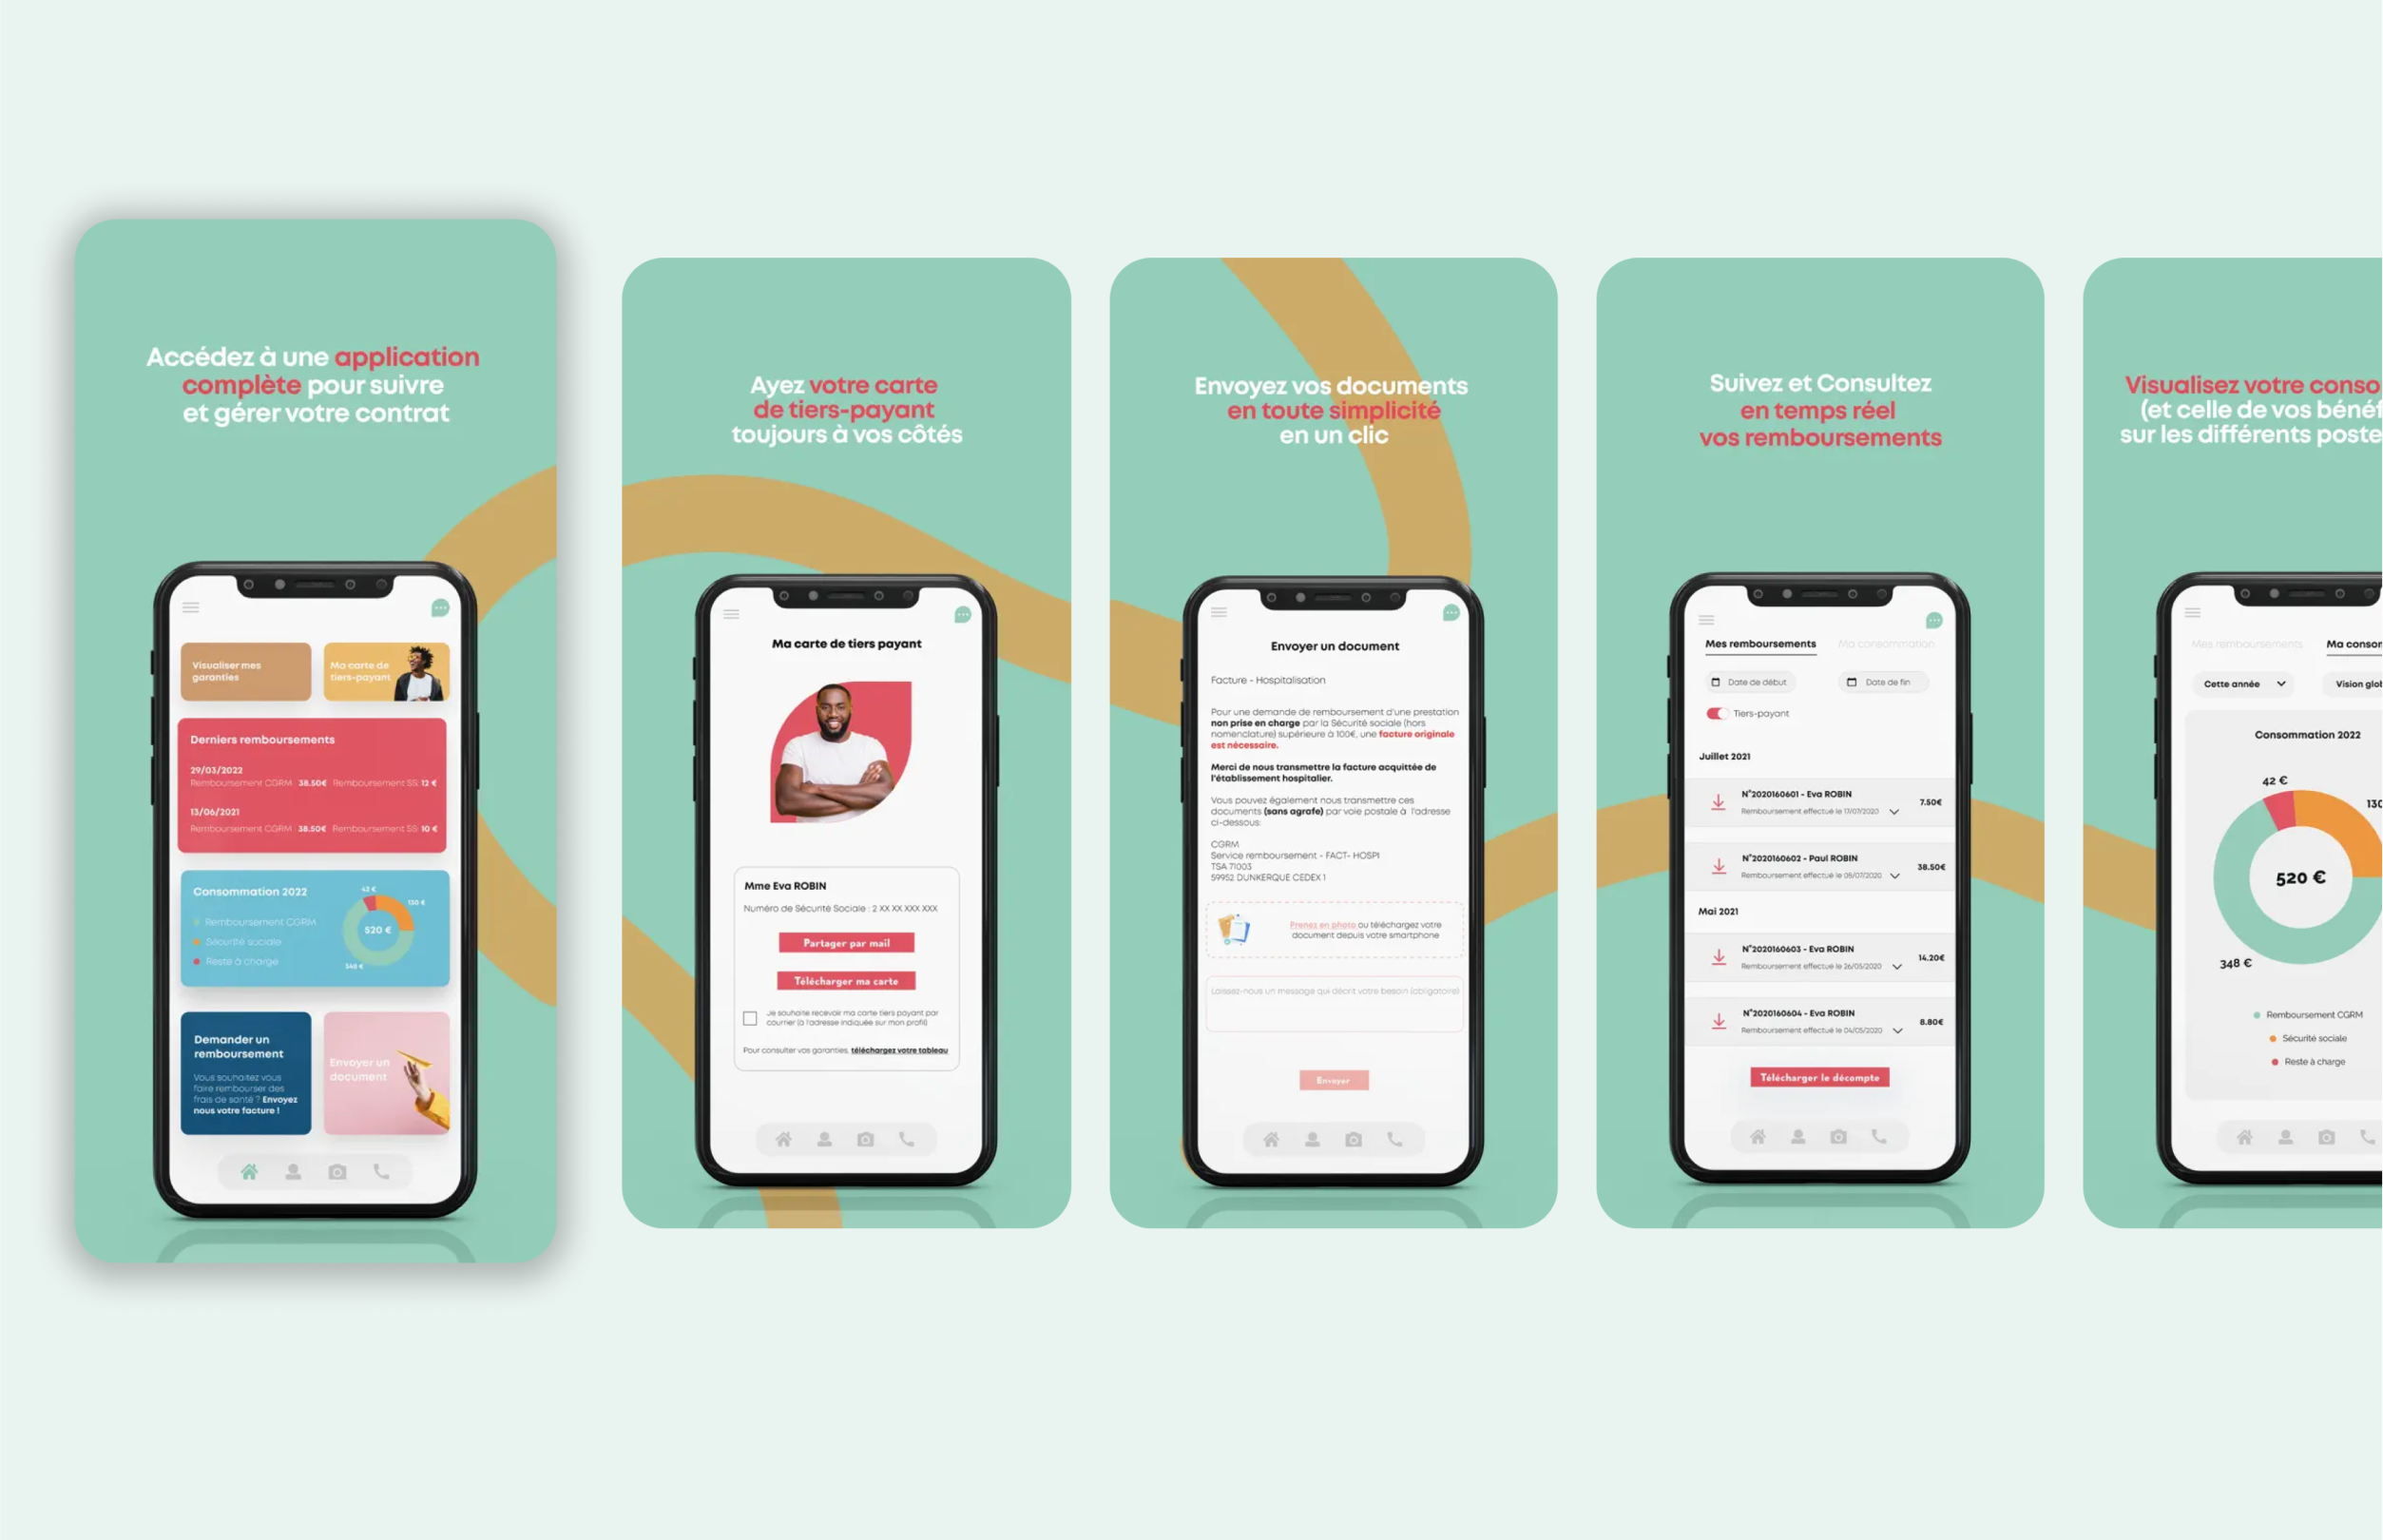 Accédez à une application
complète pour suivre
et gérer votre contrat
Visualiser mes
garanties
Ma carte de
tiers-payant
Derniers remboursements
29/03/2022
Remboursement CGRM 38.50€ Remboursement SS: 12 €
13/06/2021
Remboursement CGRM 38.50€ Remboursement SS: 10 €
Consommation 2022
Remboursement CGRM
Sécurité sociale
Reste à charge
42 €
130 €
520 €
348 €
Demander un
remboursement
Vous souhaitez vous
faire rembourser des
frais de santé ? Envoyez
nous votre facture !
Envoyer un
document
Ayez votre carte
de tiers-payant
toujours à vos côtés
Ma carte de tiers payant
Mme Eva ROBIN
Numéro de Sécurité Sociale : 2 XX XX XXX XXX
Partager par mail
Télécharger ma carte
Je souhaite recevoir ma carte tiers payant par
courrier (à l'adresse indiquée sur mon profil)
Pour consulter vos garanties, téléchargez votre tableau
Envoyez vos documents
en toute simplicité
en un clic
Envoyer un document
Facture - Hospitalisation
Pour une demande de remboursement d'une prestation
non prise en charge par la Sécurité sociale (hors
nomenclature) supérieure à 100€, une facture originale
est nécessaire.
Merci de nous transmettre la facture acquittée de
l'établissement hospitalier.
Vous pouvez également nous transmettre ces
documents (sans agrafe) par voie postale à l'adresse
ci-dessous:
CGRM
Service remboursement - FACT- HOSPI
TSA 71003
59952 DUNKERQUE CEDEX 1
Prenez en photo ou téléchargez votre
document depuis votre smartphone
Laissez-nous un message qui décrit votre besoin (obligatoire)
Envoyer
Suivez et Consultez
en temps réel
vos remboursements
Mes remboursements
Ma consommation
Date de début
Date de fin
Tiers-payant
Juillet 2021
N°2020160601 - Eva ROBIN
Remboursement effectué le 17/07/2020
7.50€
N°2020160602 - Paul ROBIN
Remboursement effectué le 08/07/2020
38.50€
Mai 2021
N°2020160603 - Eva ROBIN
Remboursement effectué le 26/05/2020
14.20€
N°2020160604 - Eva ROBIN
Remboursement effectué le 04/05/2020
8.80€
Télécharger le décompte
Visualisez votre conso
(et celle de vos bénéf
sur les différents poste
Mes remboursements
Ma consor
Cette année
Vision glob
Consommation 2022
42 €
130
520 €
348 €
Remboursement CGRM
Sécurité sociale
Reste à charge